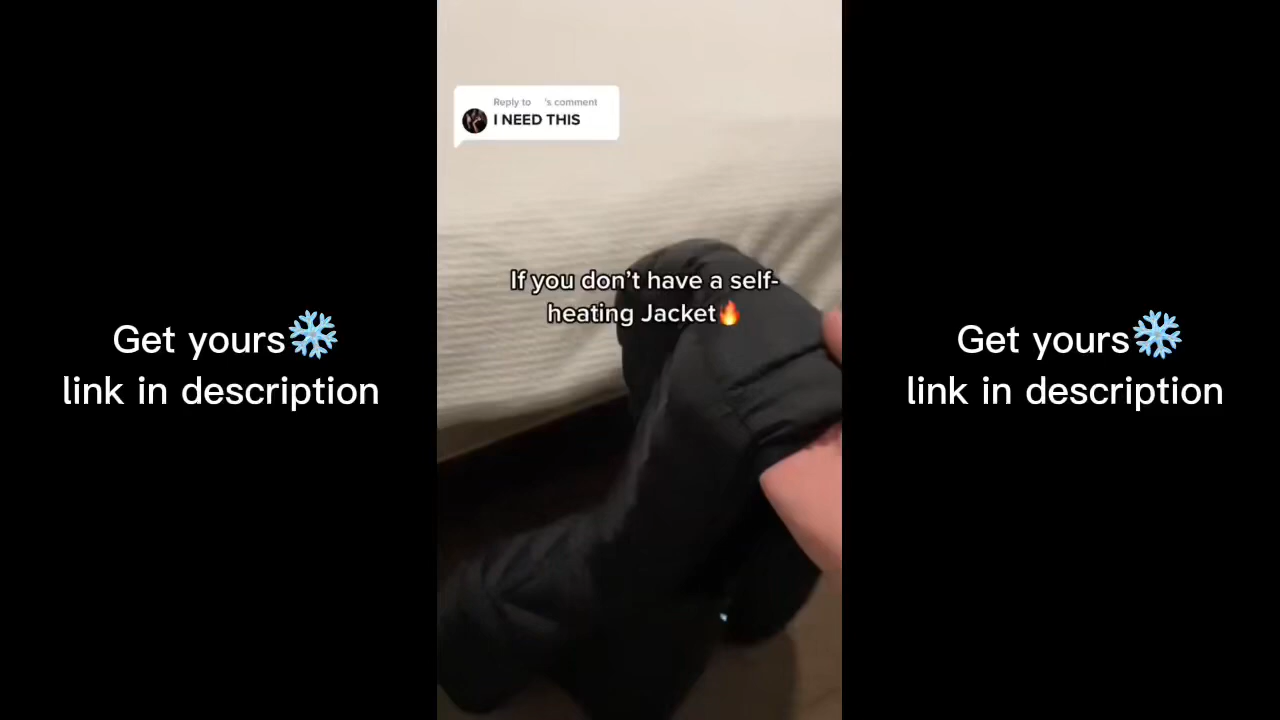 Reply to 's comment
I NEED THIS
If you don't have a self-
heating Jacket🔥
Get yours❄️
link in description
Get yours❄️
link in description